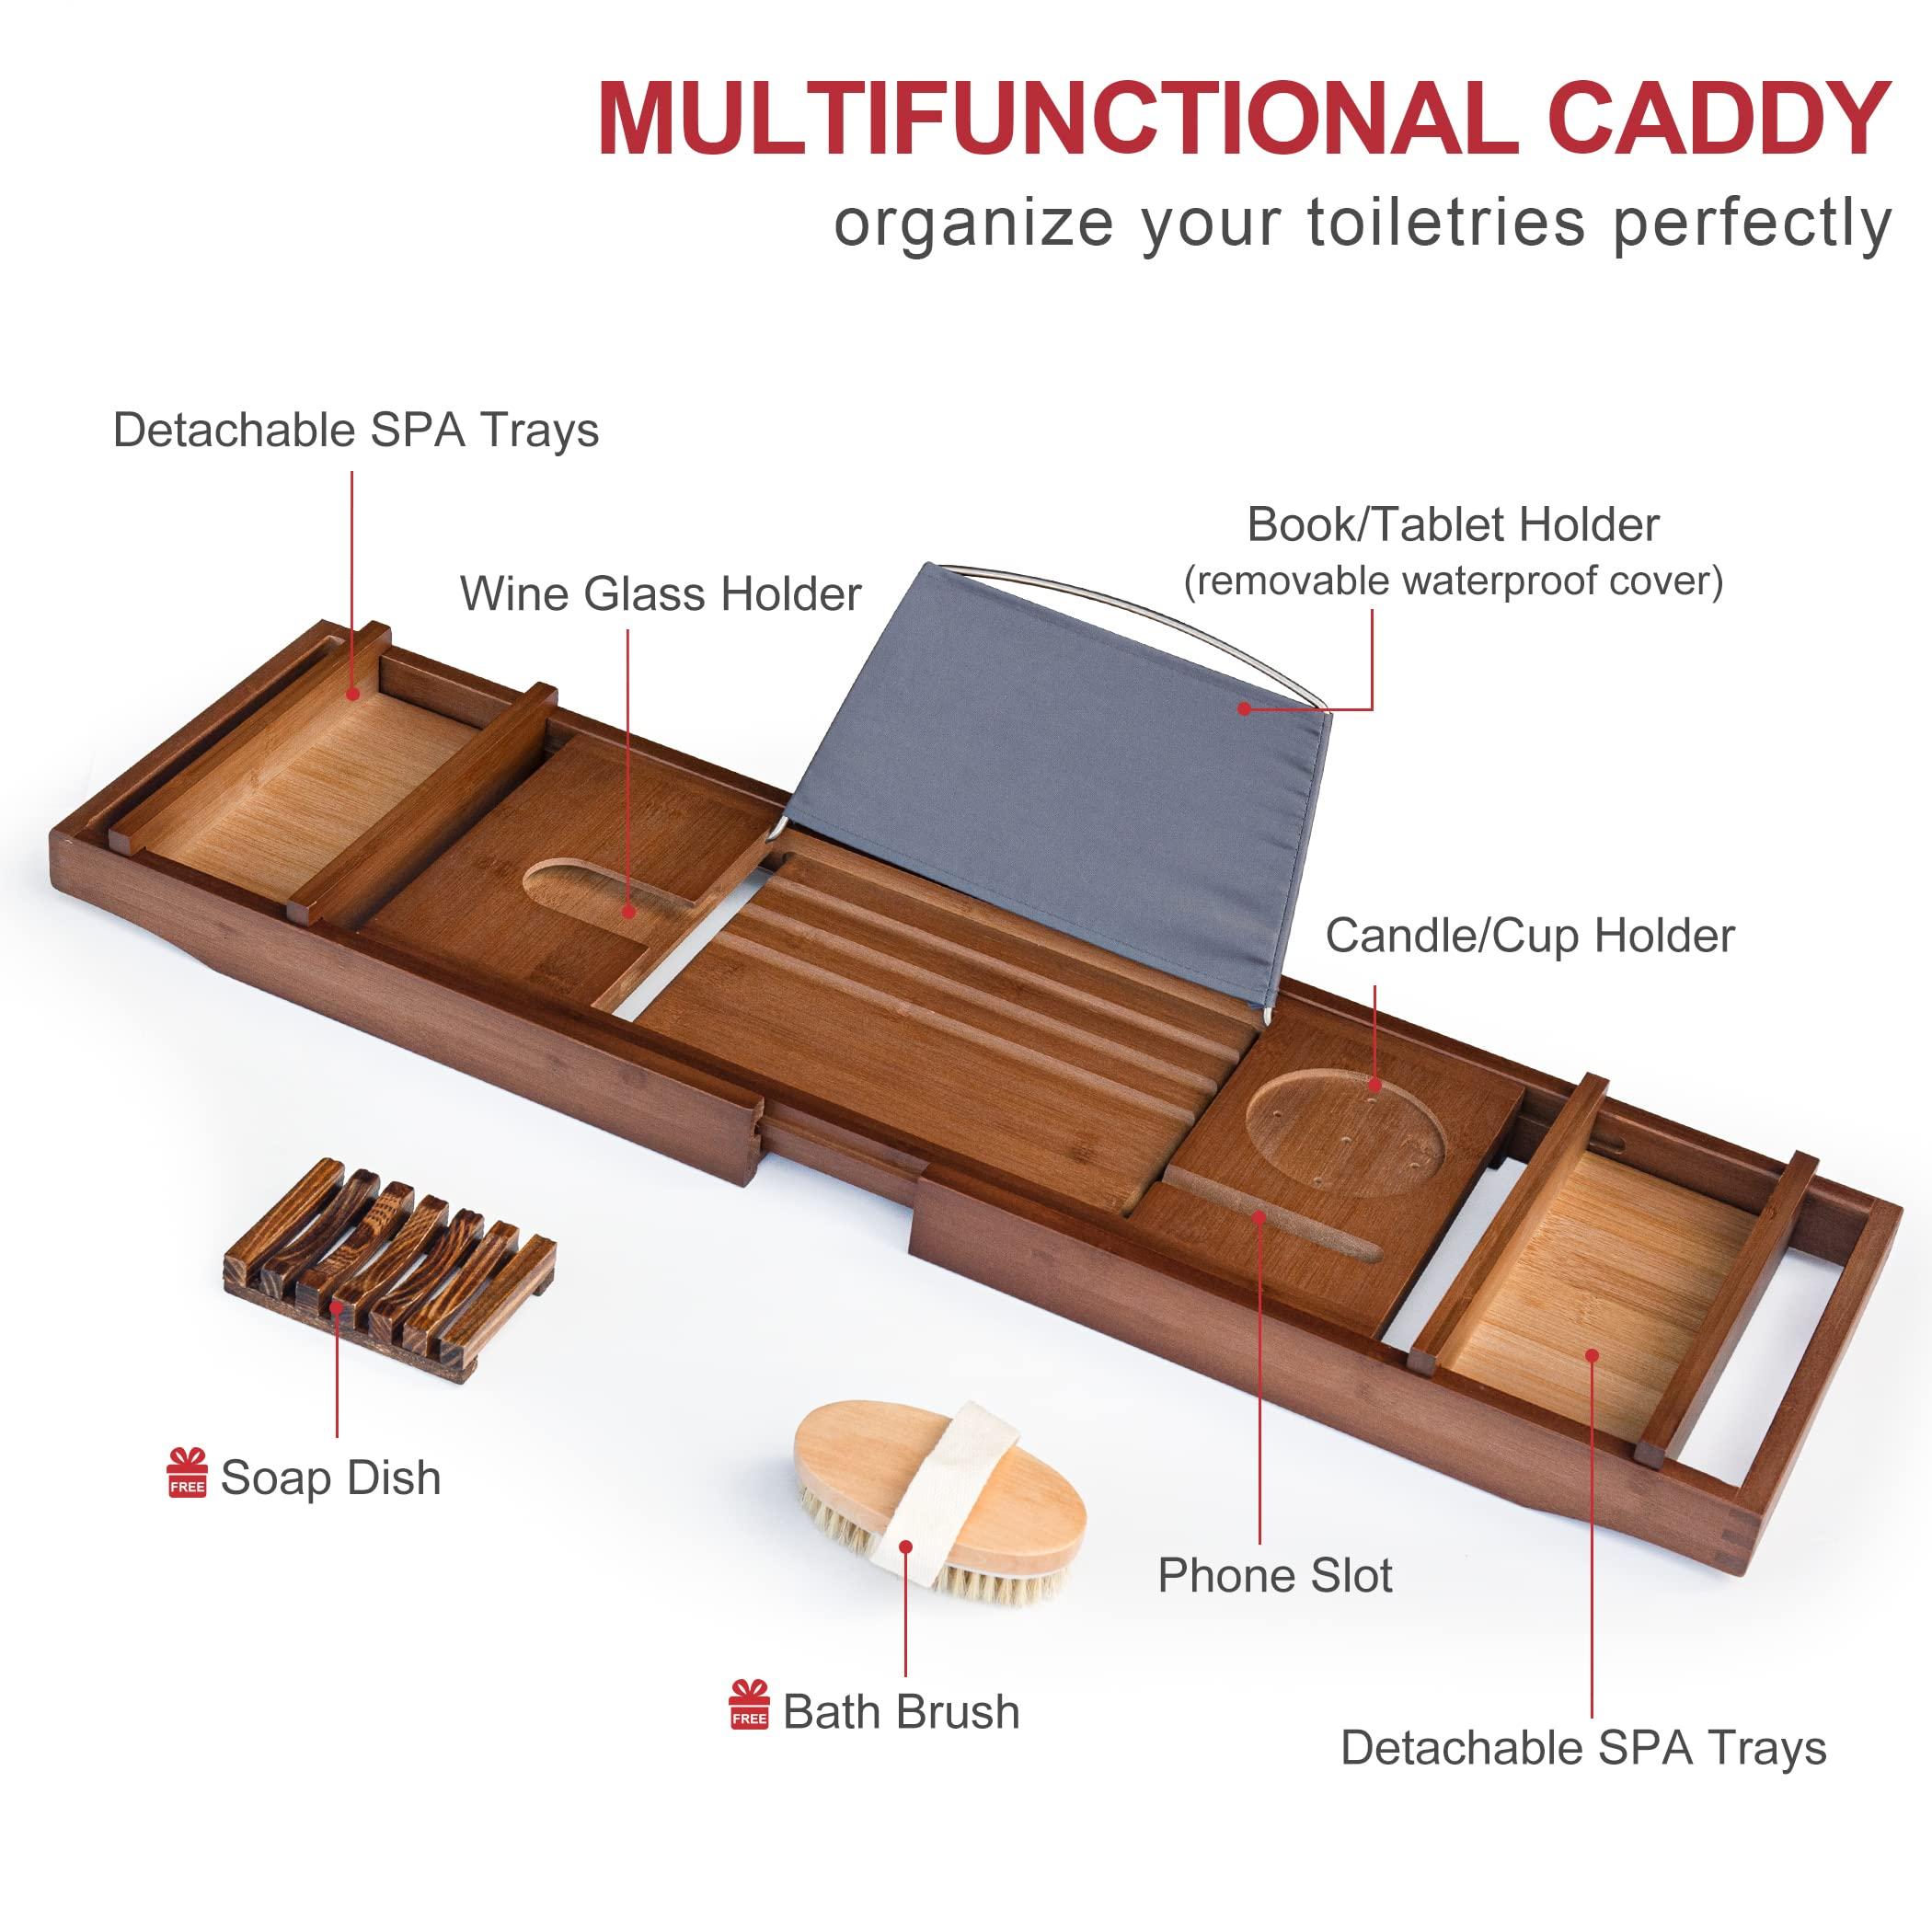 MULTIFUNCTIONAL CADDY
organize your toiletries perfectly
Detachable SPA Trays
Book/Tablet Holder
(removable waterproof cover)
Wine Glass Holder
Candle/Cup Holder
FREE Soap Dish
Phone Slot
FREE Bath Brush
Detachable SPA Trays